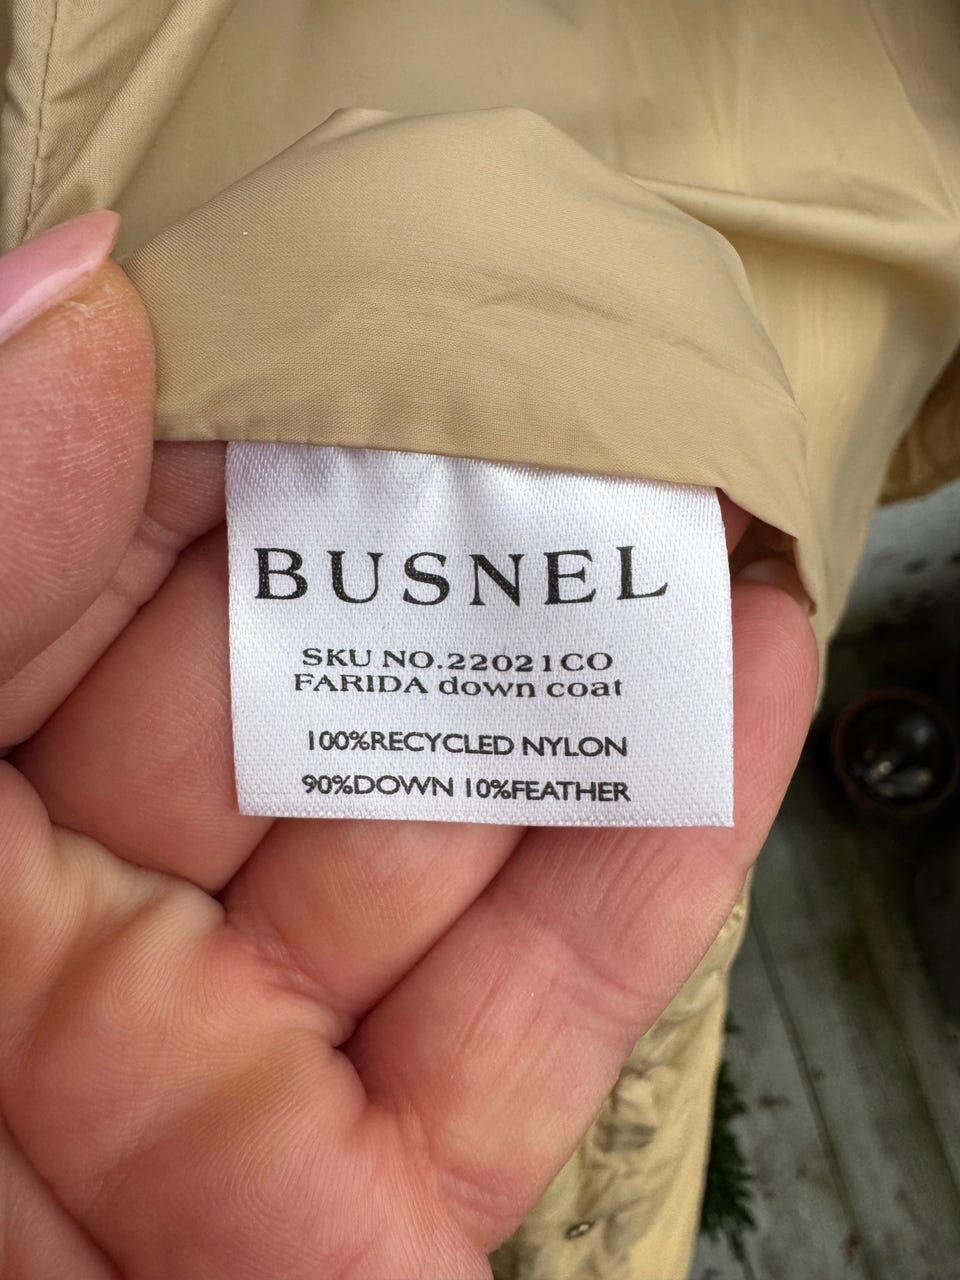 BUSNEL
SKU NO.22021CO
FARIDA down coat
100%RECYCLED NYLON
90%DOWN 10%FEATHER